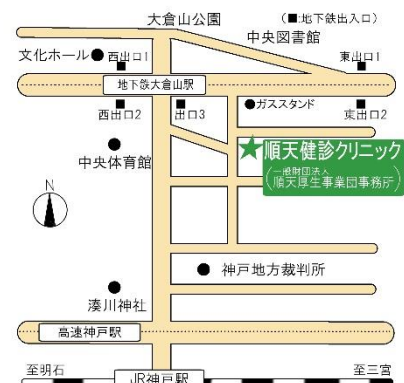 大倉山公園
(■:地下鉄出入口)
中央図書館
文化ホール
西出口1
東出口1
地下鉄大倉山駅
西出口2
出口3
ガススタンド
東出口2
順天健診クリニック
(一般財団法人
順天厚生事業団事務所)
中央体育館
N
神戸地方裁判所
湊川神社
高速神戸駅
至明石
JR神戸駅
至三宮